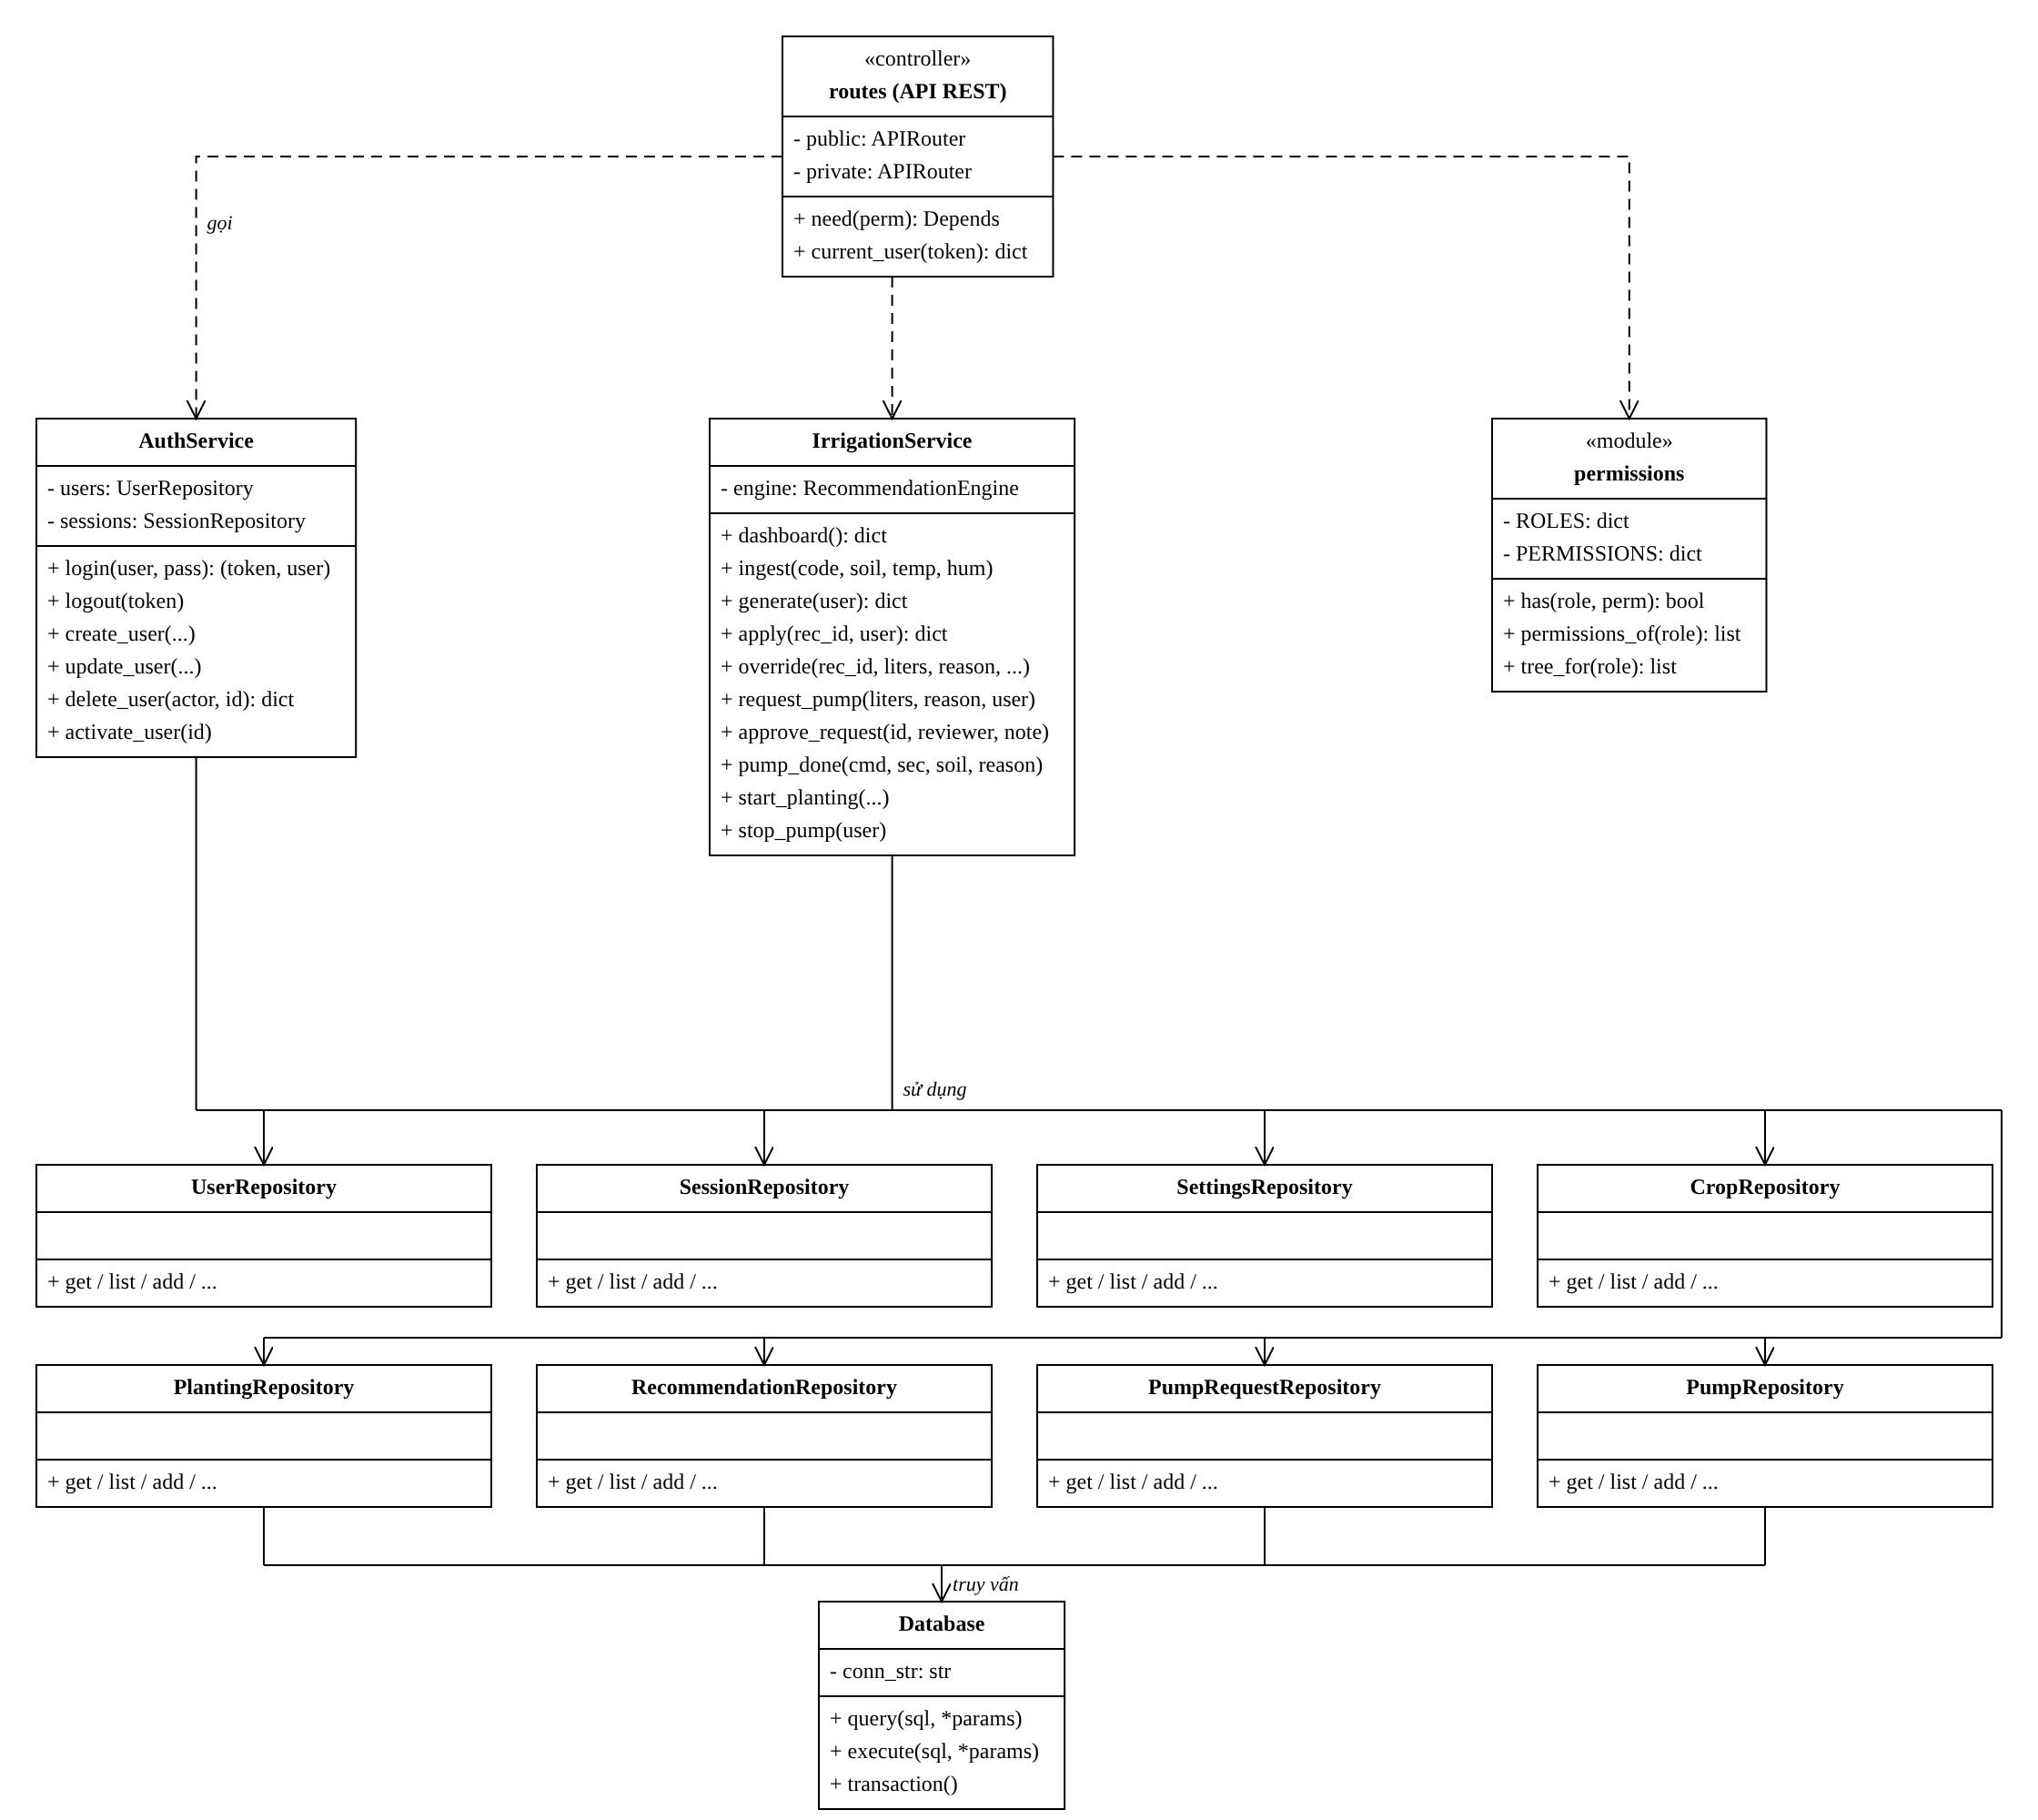 «controller»
routes (API REST)
- public: APIRouter
- private: APIRouter
+ need(perm): Depends
+ current_user(token): dict
gọi
AuthService
- users: UserRepository
- sessions: SessionRepository
+ login(user, pass): (token, user)
+ logout(token)
+ create_user(...)
+ update_user(...)
+ delete_user(actor, id): dict
+ activate_user(id)
IrrigationService
- engine: RecommendationEngine
+ dashboard(): dict
+ ingest(code, soil, temp, hum)
+ generate(user): dict
+ apply(rec_id, user): dict
+ override(rec_id, liters, reason, ...)
+ request_pump(liters, reason, user)
+ approve_request(id, reviewer, note)
+ pump_done(cmd, sec, soil, reason)
+ start_planting(...)
+ stop_pump(user)
«module»
permissions
- ROLES: dict
- PERMISSIONS: dict
+ has(role, perm): bool
+ permissions_of(role): list
+ tree_for(role): list
sử dụng
UserRepository
+ get / list / add / ...
SessionRepository
+ get / list / add / ...
SettingsRepository
+ get / list / add / ...
CropRepository
+ get / list / add / ...
PlantingRepository
+ get / list / add / ...
RecommendationRepository
+ get / list / add / ...
PumpRequestRepository
+ get / list / add / ...
PumpRepository
+ get / list / add / ...
truy vấn
Database
- conn_str: str
+ query(sql, *params)
+ execute(sql, *params)
+ transaction()